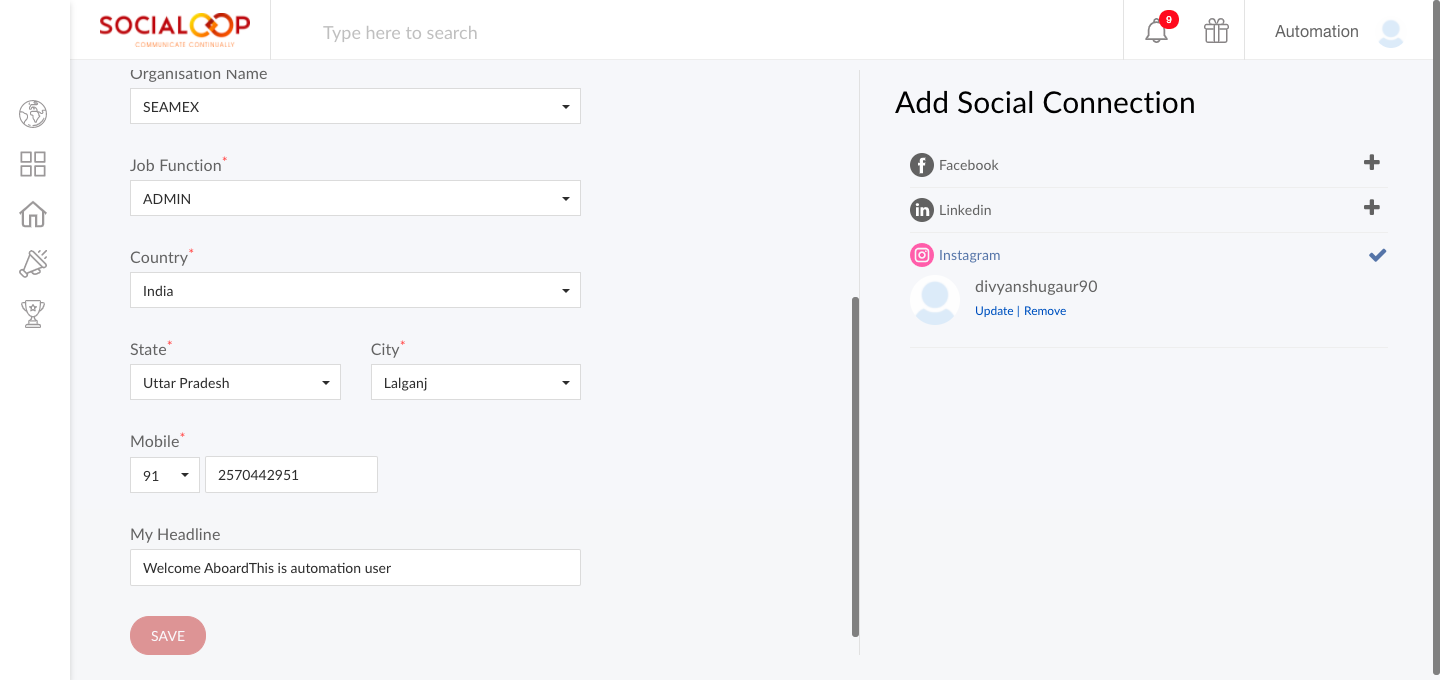 SOCIALOOP
COMMUNICATE CONTINUALLY
Type here to search
9
Automation
Organisation Name
SEAMEX
Job Function*
ADMIN
Country*
India
State*
City*
Uttar Pradesh
Lalganj
Mobile*
91
2570442951
My Headline
Welcome AboardThis is automation user
SAVE
Add Social Connection
Facebook
Linkedin
Instagram
divyanshugaur90
Update | Remove